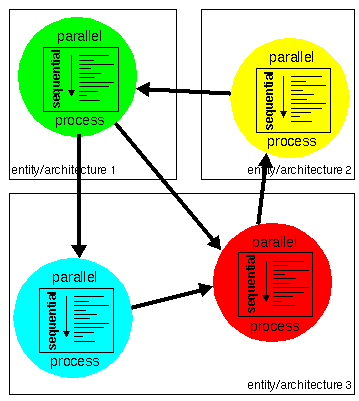 parallel
sequential
process
entity/architecture 1
parallel
sequential
process
entity/architecture 2
parallel
sequential
process
parallel
sequential
process
entity/architecture 3